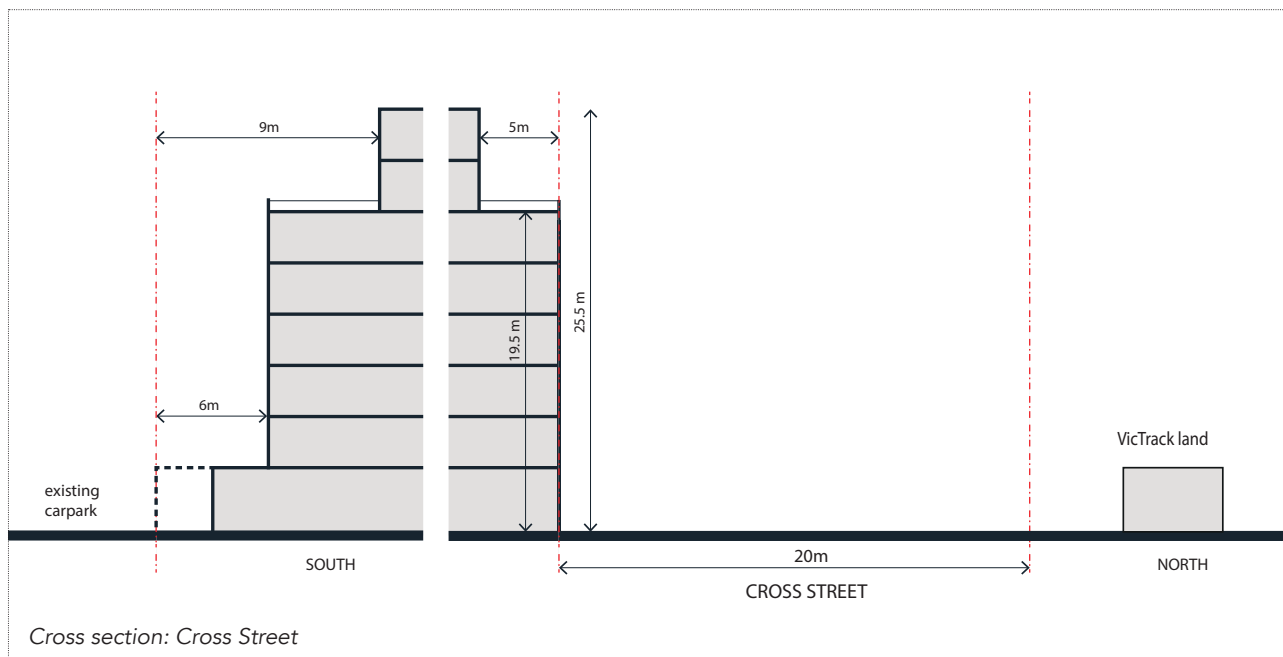 9m
5m
25.5 m
19.5 m
6m
VicTrack land
existing
carpark
SOUTH
20m
NORTH
CROSS STREET
Cross section: Cross Street